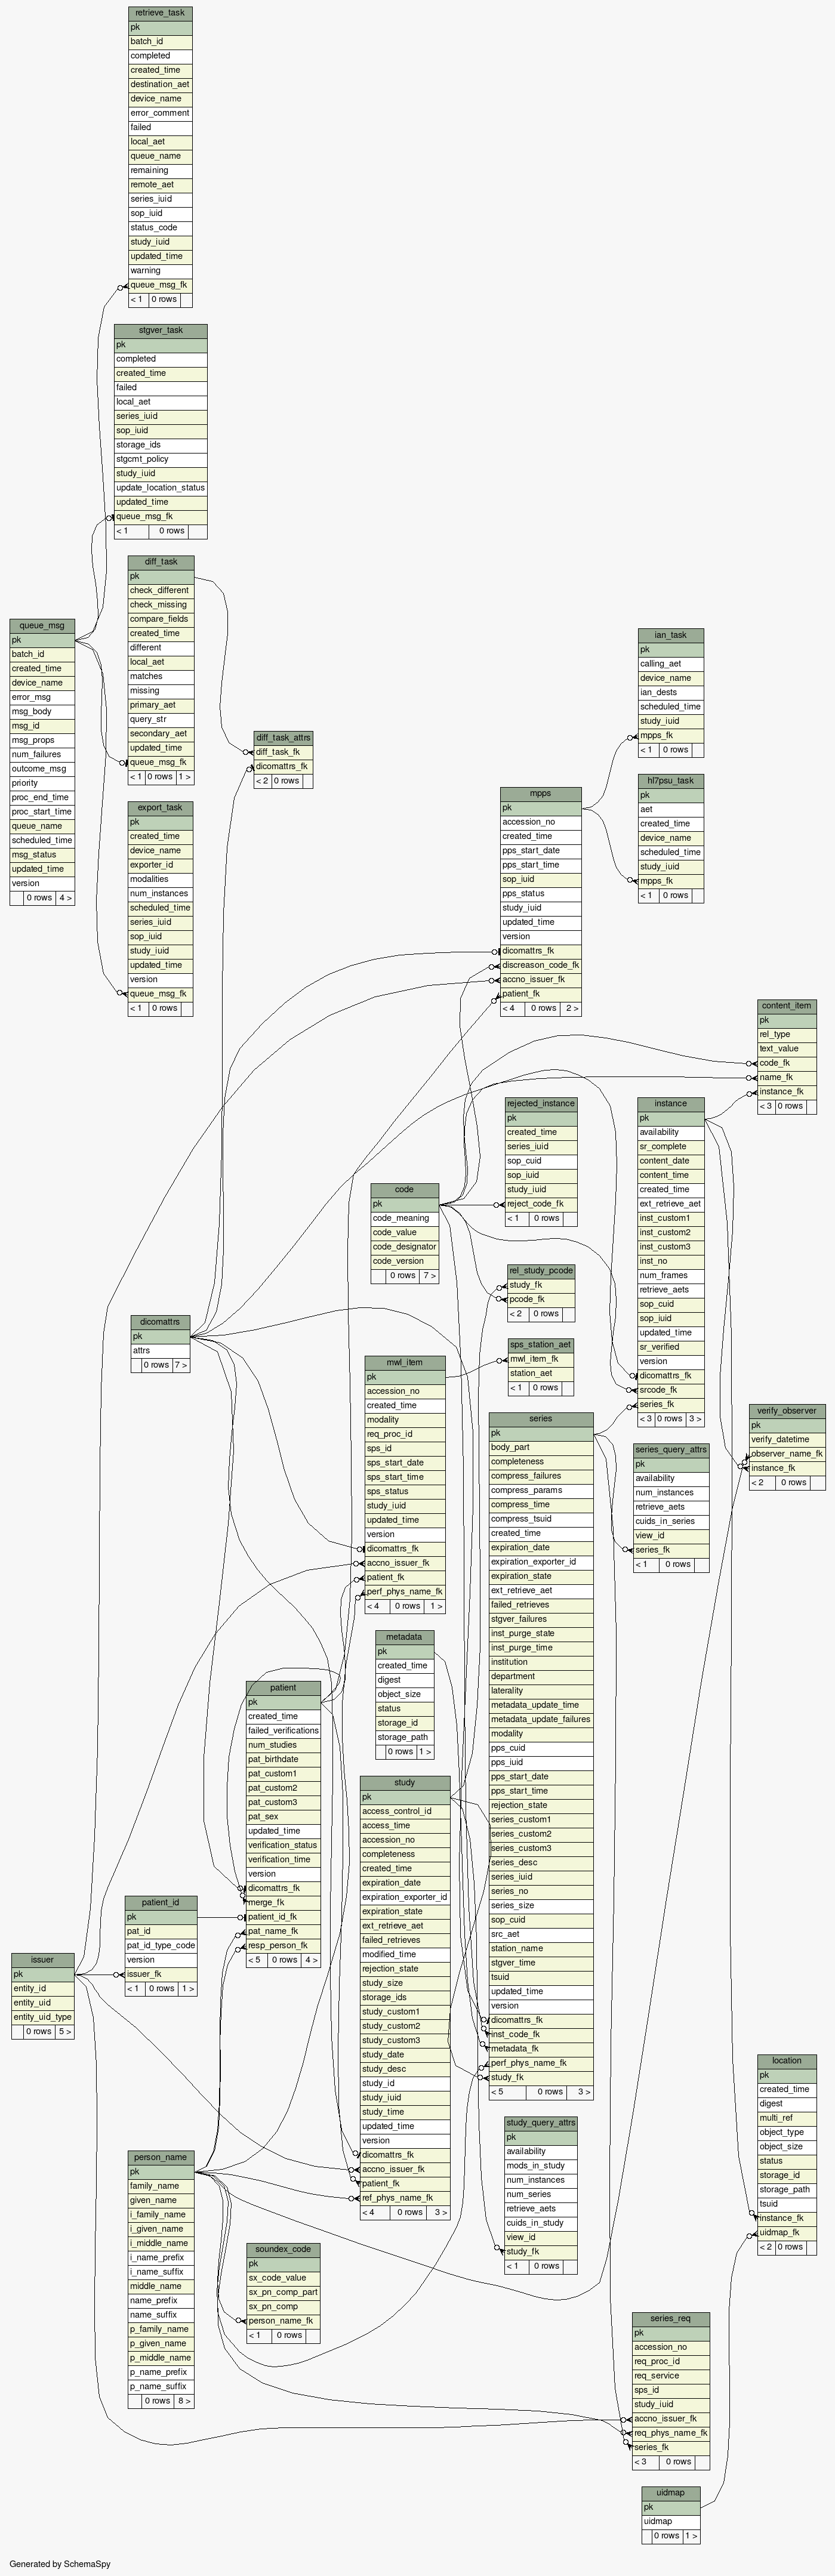 retrieve_task
pk
batch_id
completed
created_time
destination_aet
device_name
error_comment
failed
local_aet
queue_name
remaining
remote_aet
series_iuid
sop_iuid
status_code
study_iuid
updated_time
warning
queue_msg_fk
< 1 0 rows
stgver_task
pk
completed
created_time
failed
local_aet
series_iuid
sop_iuid
storage_ids
stgcmt_policy
study_iuid
update_location_status
updated_time
queue_msg_fk
< 1 0 rows
diff_task
pk
check_different
check_missing
compare_fields
created_time
different
local_aet
matches
missing
primary_aet
query_str
secondary_aet
updated_time
queue_msg_fk
< 1 0 rows 1 >
queue_msg
pk
batch_id
created_time
device_name
error_msg
msg_body
msg_id
msg_props
num_failures
outcome_msg
priority
proc_end_time
proc_start_time
queue_name
scheduled_time
msg_status
updated_time
version
0 rows 4 >
diff_task_attrs
diff_task_fk
dicomattrs_fk
< 2 0 rows
export_task
pk
created_time
device_name
exporter_id
modalities
num_instances
scheduled_time
series_iuid
sop_iuid
study_iuid
updated_time
version
queue_msg_fk
< 1 0 rows
ian_task
pk
calling_aet
device_name
ian_dests
scheduled_time
study_iuid
mpps_fk
< 1 0 rows
hl7psu_task
pk
aet
created_time
device_name
scheduled_time
study_iuid
mpps_fk
< 1 0 rows
mpps
pk
accession_no
created_time
pps_start_date
pps_start_time
sop_iuid
pps_status
study_iuid
updated_time
version
dicomattrs_fk
discreason_code_fk
accno_issuer_fk
patient_fk
< 4 0 rows 2 >
content_item
pk
rel_type
text_value
code_fk
name_fk
instance_fk
< 3 0 rows
rejected_instance
pk
created_time
series_iuid
sop_cuid
sop_iuid
study_iuid
reject_code_fk
< 1 0 rows
instance
pk
availability
sr_complete
content_date
content_time
created_time
ext_retrieve_aet
inst_custom1
inst_custom2
inst_custom3
inst_no
num_frames
retrieve_aets
sop_cuid
sop_iuid
updated_time
sr_verified
version
dicomattrs_fk
srcode_fk
series_fk
< 3 0 rows 3 >
code
pk
code_meaning
code_value
code_designator
code_version
0 rows 7 >
rel_study_pcode
study_fk
pcode_fk
< 2 0 rows
dicomattrs
pk
attrs
0 rows 7 >
sps_station_aet
mwl_item_fk
station_aet
< 1 0 rows
mwl_item
pk
accession_no
created_time
modality
req_proc_id
sps_id
sps_start_date
sps_start_time
sps_status
study_iuid
updated_time
version
dicomattrs_fk
accno_issuer_fk
patient_fk
perf_phys_name_fk
< 4 0 rows 1 >
verify_observer
pk
verify_datetime
observer_name_fk
instance_fk
< 2 0 rows
series
pk
body_part
completeness
compress_failures
compress_params
compress_time
compress_tsuid
created_time
expiration_date
expiration_exporter_id
expiration_state
ext_retrieve_aet
failed_retrieves
stgver_failures
inst_purge_state
inst_purge_time
institution
department
laterality
metadata_update_time
metadata_update_failures
modality
pps_cuid
pps_iuid
pps_start_date
pps_start_time
rejection_state
series_custom1
series_custom2
series_custom3
series_desc
series_iuid
series_no
series_size
sop_cuid
src_aet
station_name
stgver_time
tsuid
updated_time
version
dicomattrs_fk
inst_code_fk
metadata_fk
perf_phys_name_fk
study_fk
< 5 0 rows 3 >
series_query_attrs
pk
availability
num_instances
retrieve_aets
cuids_in_series
view_id
series_fk
< 1 0 rows
metadata
pk
created_time
digest
object_size
status
storage_id
storage_path
0 rows 1 >
patient
pk
created_time
failed_verifications
num_studies
pat_birthdate
pat_custom1
pat_custom2
pat_custom3
pat_sex
updated_time
verification_status
verification_time
version
dicomattrs_fk
merge_fk
patient_id_fk
pat_name_fk
resp_person_fk
< 5 0 rows 4 >
study
pk
access_control_id
access_time
accession_no
completeness
created_time
expiration_date
expiration_exporter_id
expiration_state
ext_retrieve_aet
failed_retrieves
modified_time
rejection_state
study_size
storage_ids
study_custom1
study_custom2
study_custom3
study_date
study_desc
study_id
study_iuid
study_time
updated_time
version
dicomattrs_fk
accno_issuer_fk
patient_fk
ref_phys_name_fk
< 4 0 rows 3 >
patient_id
pk
pat_id
pat_id_type_code
version
issuer_fk
< 1 0 rows 1 >
issuer
pk
entity_id
entity_uid
entity_uid_type
0 rows 5 >
location
pk
created_time
digest
multi_ref
object_type
object_size
status
storage_id
storage_path
tsuid
instance_fk
uidmap_fk
< 2 0 rows
study_query_attrs
pk
availability
mods_in_study
num_instances
num_series
retrieve_aets
cuids_in_study
view_id
study_fk
< 1 0 rows
person_name
pk
family_name
given_name
i_family_name
i_given_name
i_middle_name
i_name_prefix
i_name_suffix
middle_name
name_prefix
name_suffix
p_family_name
p_given_name
p_middle_name
p_name_prefix
p_name_suffix
0 rows 8 >
soundex_code
pk
sx_code_value
sx_pn_comp_part
sx_pn_comp
person_name_fk
< 1 0 rows
series_req
pk
accession_no
req_proc_id
req_service
sps_id
study_iuid
accno_issuer_fk
req_phys_name_fk
series_fk
< 3 0 rows
uidmap
pk
uidmap
0 rows 1 >
Generated by SchemaSpy